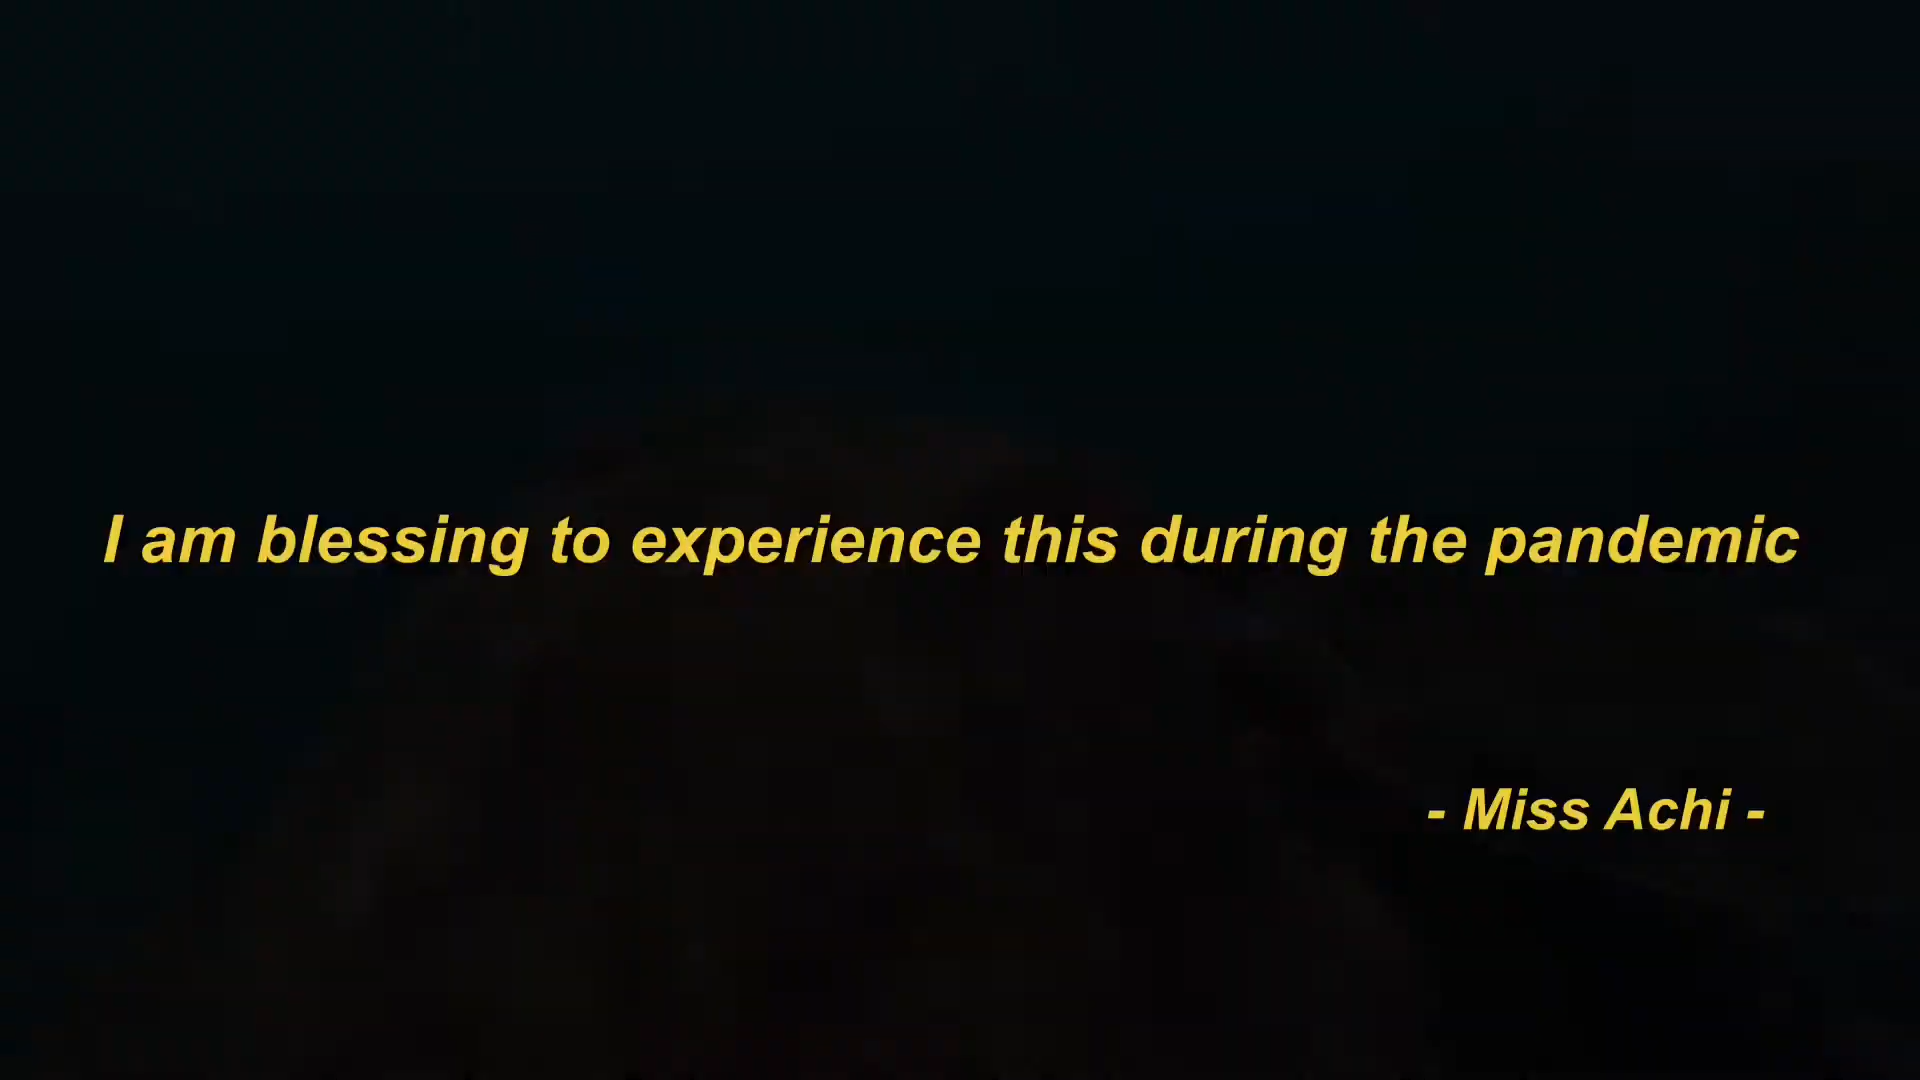 I am blessing to experience this during the pandemic
- Miss Achi -